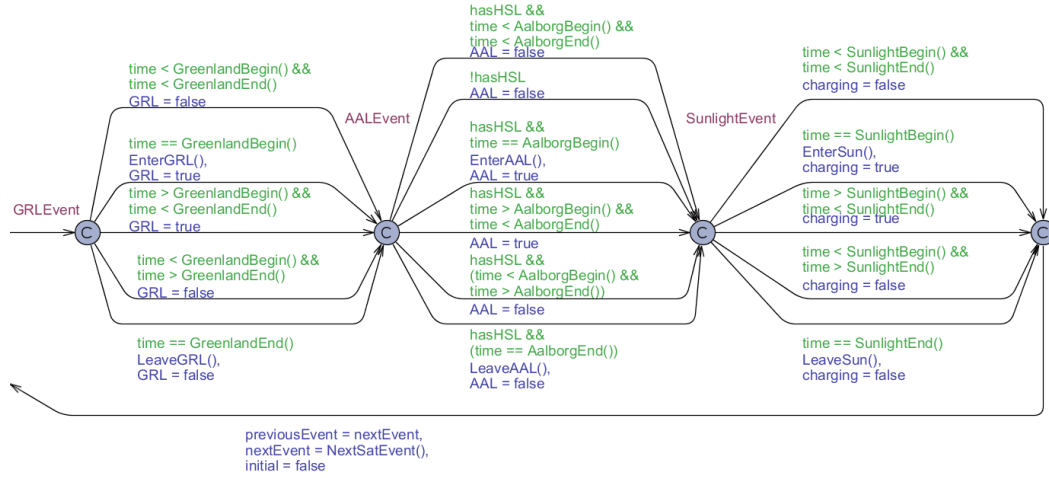 GRLEvent
time < GreenlandBegin() &&
time < GreenlandEnd()
GRL = false
time == GreenlandBegin()
EnterGRL(),
GRL = true
time > GreenlandBegin() &&
time < GreenlandEnd()
GRL = true
time < GreenlandBegin() &&
time > GreenlandEnd()
GRL = false
time == GreenlandEnd()
LeaveGRL(),
GRL = false
C
AALEvent
hasHSL &&
time < AalborgBegin() &&
time < AalborgEnd()
AAL = false
!hasHSL
AAL = false
hasHSL &&
time == AalborgBegin()
EnterAAL(),
AAL = true
hasHSL &&
time > AalborgBegin() &&
time < AalborgEnd()
AAL = true
hasHSL &&
(time < AalborgBegin() &&
time > AalborgEnd())
AAL = false
hasHSL &&
(time == AalborgEnd())
LeaveAAL(),
AAL = false
C
SunlightEvent
time < SunlightBegin() &&
time < SunlightEnd()
charging = false
time == SunlightBegin()
EnterSun(),
charging = true
time > SunlightBegin() &&
time < SunlightEnd()
charging = true
time < SunlightBegin() &&
time > SunlightEnd()
charging = false
time == SunlightEnd()
LeaveSun(),
charging = false
C
C
previousEvent = nextEvent,
nextEvent = NextSatEvent(),
initial = false